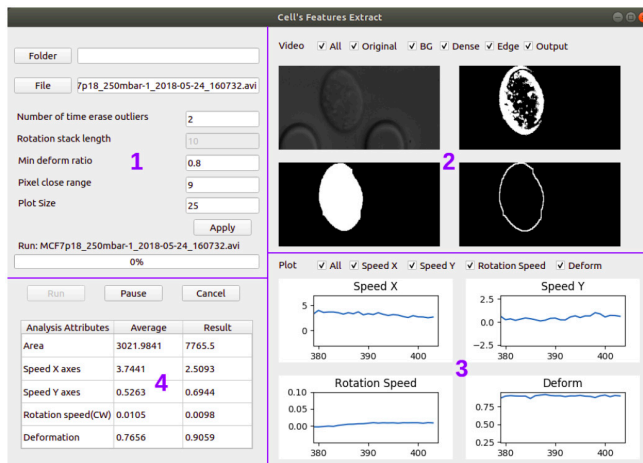 Cell's Features Extract
Folder
File 7p18_250mbar-1_2018-05-24_160732.avi
Number of time erase outliers 2
Rotation stack length 10
Min deform ratio 0.8
1
Pixel close range 9
Plot Size 25
Apply
Run: MCF7p18_250mbar-1_2018-05-24_160732.avi
0%
Video All Original BG Dense Edge Output
2
Plot All Speed X Speed Y Rotation Speed Deform
Speed X
5
0
380 390 400
Speed Y
2.5
0.0
−2.5
380 390 400
3
Rotation Speed
0.10
0.05
0.00
380 390 400
Deform
0.75
0.50
0.25
380 390 400
Run Pause Cancel
Analysis Attributes Average Result
Area 3021.9841 7765.5
Speed X axes 3.7441 2.5093
4
Speed Y axes 0.5263 0.6944
Rotation speed(CW) 0.0105 0.0098
Deformation 0.7656 0.9059